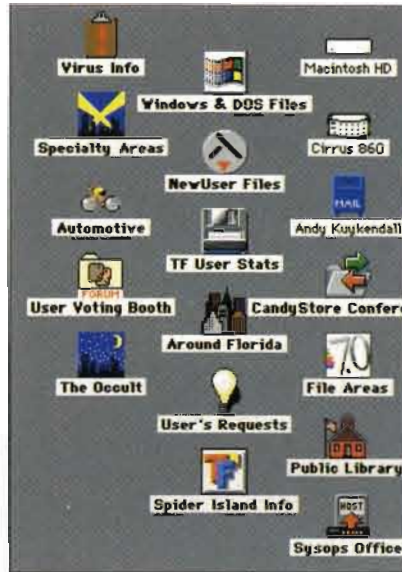 Virus Info
Windows & DOS Files
Macintosh HD
Specialty Areas
NewUser Files
Cirrus 860
Automotive
TF User Stats
MAIL
Andy Kuykendall
FORUM
User Voting Booth
Around Florida
CandyStore Confere
The Occult
User's Requests
7.0
File Areas
TF
Spider Island Info
Public Library
HOST
Sysops Office